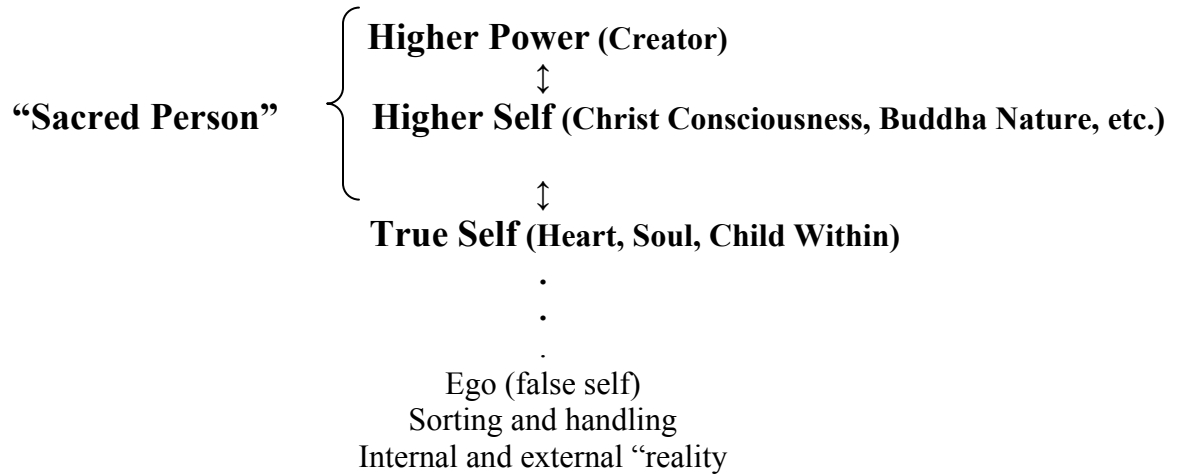 Higher Power (Creator)
↕
“Sacred Person” Higher Self (Christ Consciousness, Buddha Nature, etc.)
↕
True Self (Heart, Soul, Child Within)
.
.
.
Ego (false self)
Sorting and handling
Internal and external “reality